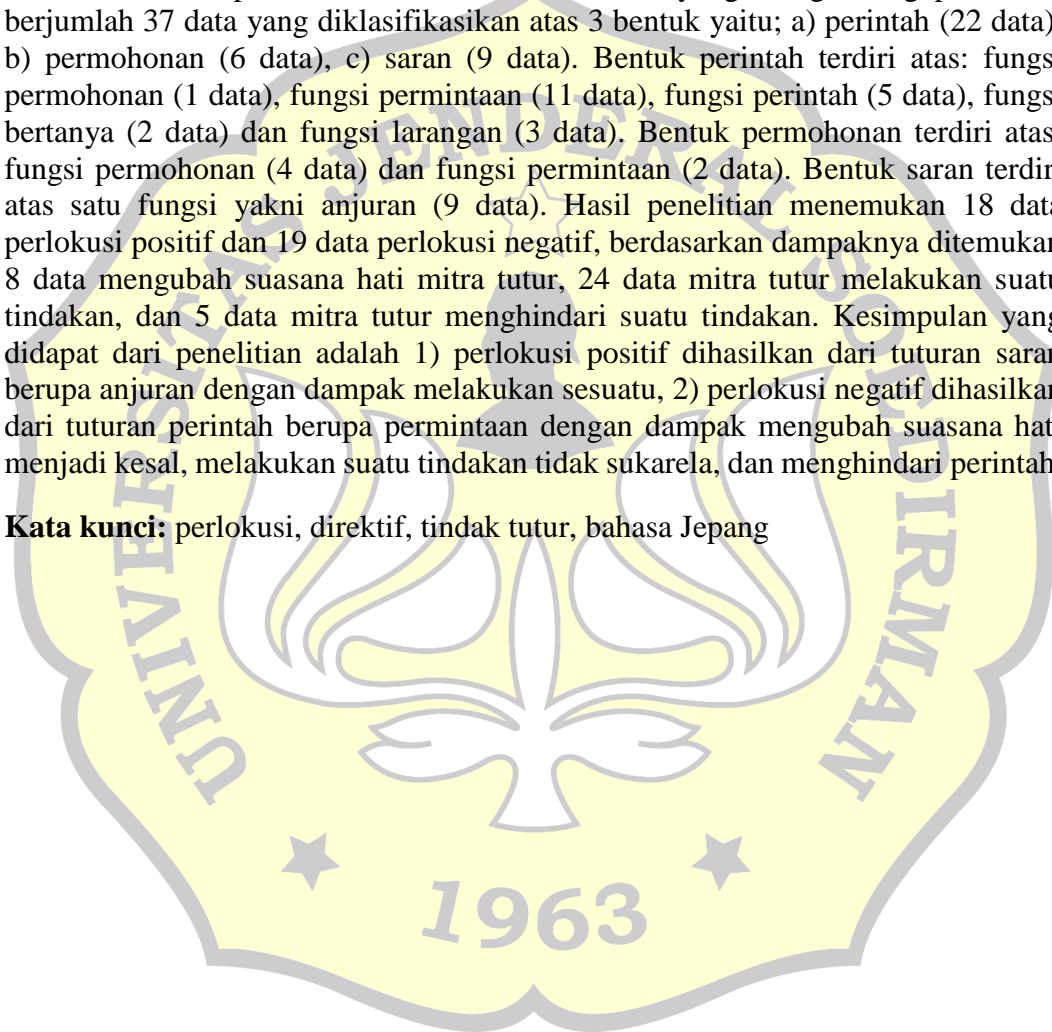 berjumlah 37 data yang diklasifikasikan atas 3 bentuk yaitu; a) perintah (22 data)
b) permohonan (6 data), c) saran (9 data). Bentuk perintah terdiri atas: fungs
permohonan (1 data), fungsi permintaan (11 data), fungsi perintah (5 data), fungs
bertanya (2 data) dan fungsi larangan (3 data). Bentuk permohonan terdiri atas
fungsi permohonan (4 data) dan fungsi permintaan (2 data). Bentuk saran terdir
atas satu fungsi yakni anjuran (9 data). Hasil penelitian menemukan 18 data
perlokusi positif dan 19 data perlokusi negatif, berdasarkan dampaknya ditemukan
8 data mengubah suasana hati mitra tutur, 24 data mitra tutur melakukan suatu
tindakan, dan 5 data mitra tutur menghindari suatu tindakan. Kesimpulan yang
didapat dari penelitian adalah 1) perlokusi positif dihasilkan dari tuturan saran
berupa anjuran dengan dampak melakukan sesuatu, 2) perlokusi negatif dihasilkan
dari tuturan perintah berupa permintaan dengan dampak mengubah suasana hat
menjadi kesal, melakukan suatu tindakan tidak sukarela, dan menghindari perintah
Kata kunci: perlokusi, direktif, tindak tutur, bahasa Jepang
UNIVERSITAS JENDERAL SOEDIRMAN
1963